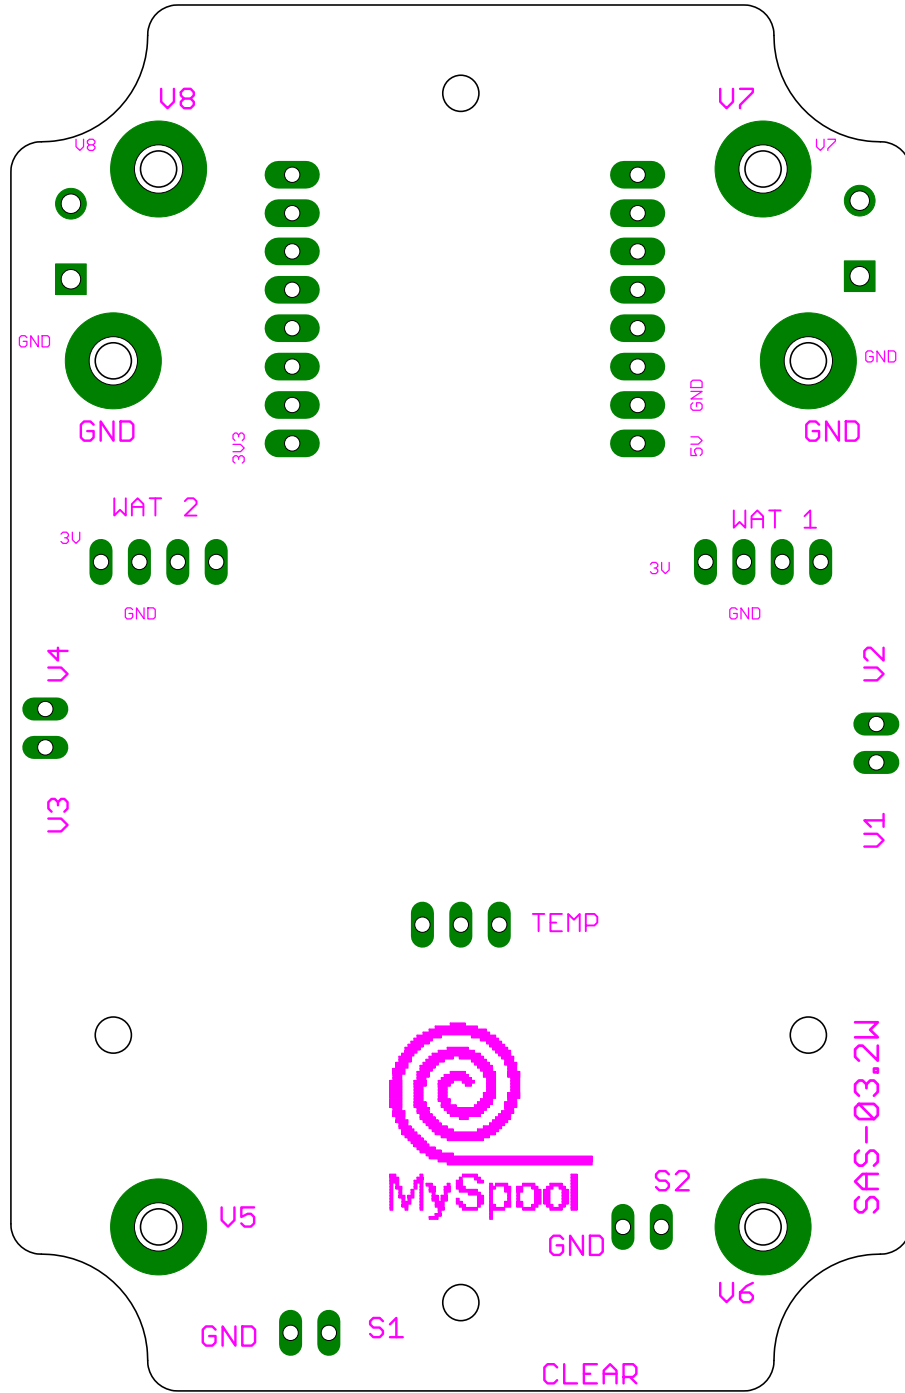 V8
V7
V8
V7
GND
GND
GND
GND
GND
3V3
5V
WAT 2
WAT 1
3V
3V
GND
GND
V4
V2
V3
V1
TEMP
SAS-03.2W
MySpool
S2
V5
GND
V6
GND
S1
CLEAR